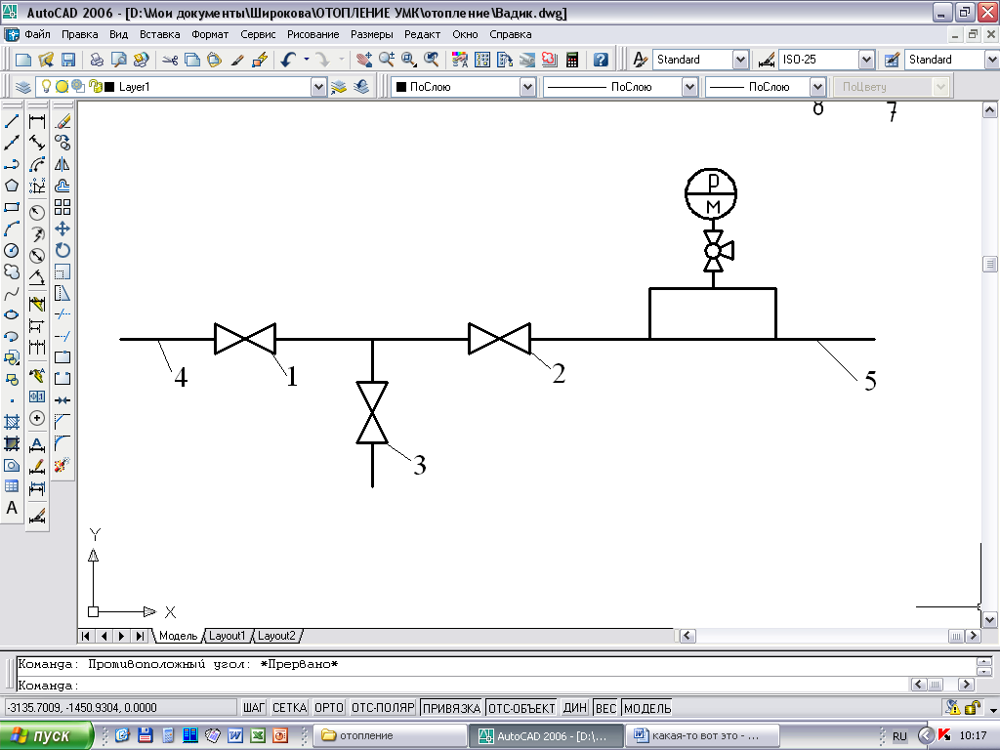 AutoCAD 2006 - [D:\Мои документы\Широкова\ОТОПЛЕНИЕ УМК\отопление\Вадик.dwg]
Файл Правка Вид Вставка Формат Сервис Рисование Размеры Редакт Окно Справка
Standard ISO-25 Standard
Layer1 ПоСлою ПоСлою ПоСлою ПоЦвету
8 7
P
M
4 1 2 5
3
A
Y
X
Модель Layout1 Layout2
Команда: Противоположный угол: *Прервано*
Команда:
-3135.7009, -1450.9304, 0.0000 ШАГ СЕТКА ОРТО ОТС-ПОЛЯР ПРИВЯЗКА ОТС-ОБЪЕКТ ДИН ВЕС МОДЕЛЬ
пуск отопление AutoCAD 2006 - [D:\... какая-то вот это - ... RU 10:17